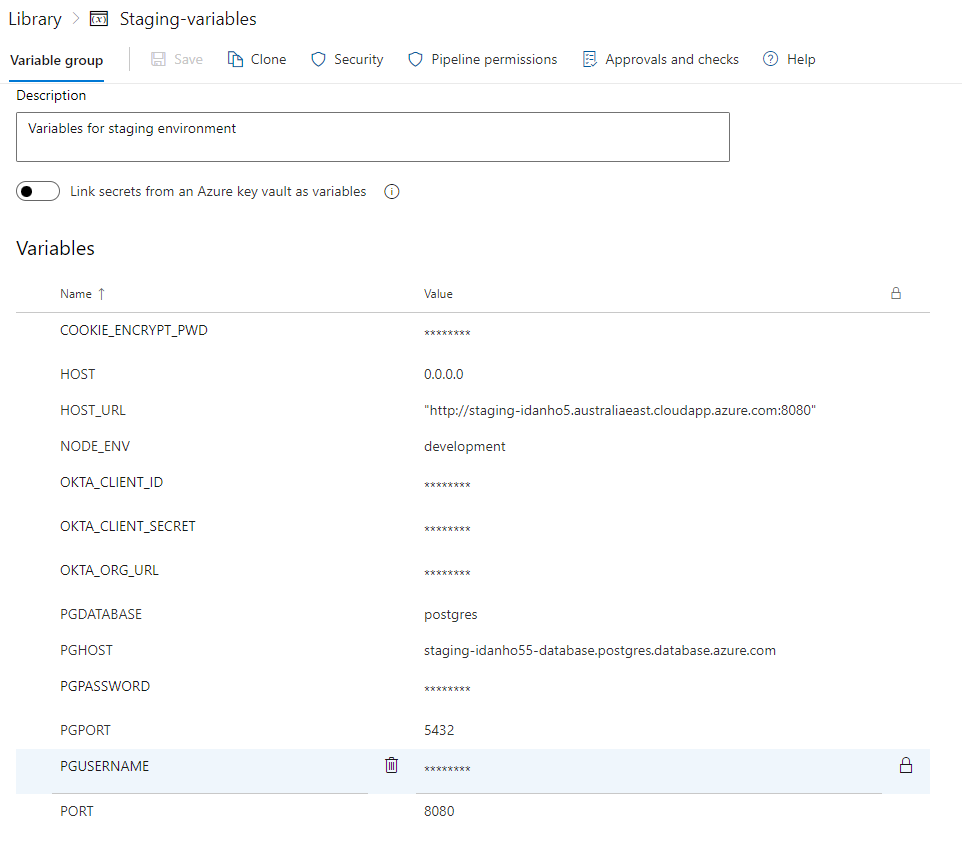 Library > Staging-variables
Variable group Save Clone Security Pipeline permissions Approvals and checks Help
Description
Variables for staging environment
Link secrets from an Azure key vault as variables
Variables
Name ↑ Value
COOKIE_ENCRYPT_PWD ********
HOST 0.0.0.0
HOST_URL "http://staging-idanho5.australiaeast.cloudapp.azure.com:8080"
NODE_ENV development
OKTA_CLIENT_ID ********
OKTA_CLIENT_SECRET ********
OKTA_ORG_URL ********
PGDATABASE postgres
PGHOST staging-idanho55-database.postgres.database.azure.com
PGPASSWORD ********
PGPORT 5432
PGUSERNAME ********
PORT 8080